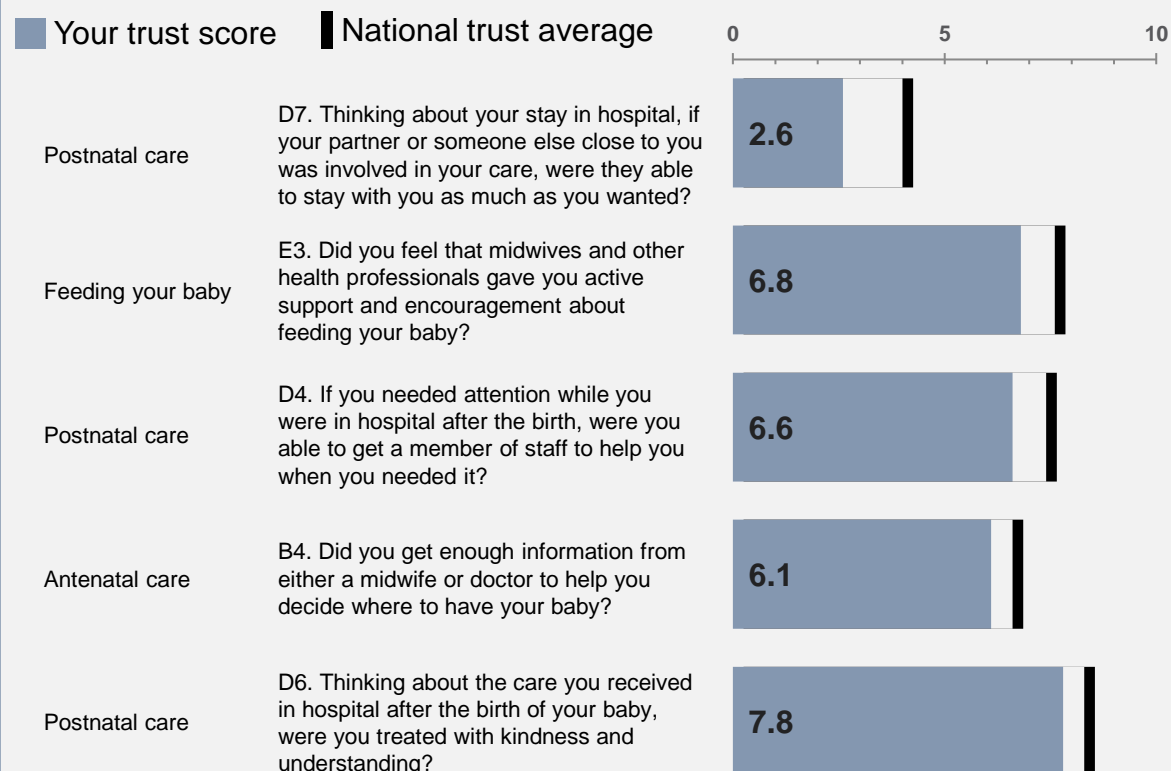 Your trust score
National trust average
0 5 10
Postnatal care
D7. Thinking about your stay in hospital, if
your partner or someone else close to you
was involved in your care, were they able
to stay with you as much as you wanted?
2.6
Feeding your baby
E3. Did you feel that midwives and other
health professionals gave you active
support and encouragement about
feeding your baby?
6.8
Postnatal care
D4. If you needed attention while you
were in hospital after the birth, were you
able to get a member of staff to help you
when you needed it?
6.6
Antenatal care
B4. Did you get enough information from
either a midwife or doctor to help you
decide where to have your baby?
6.1
Postnatal care
D6. Thinking about the care you received
in hospital after the birth of your baby,
were you treated with kindness and
understanding?
7.8